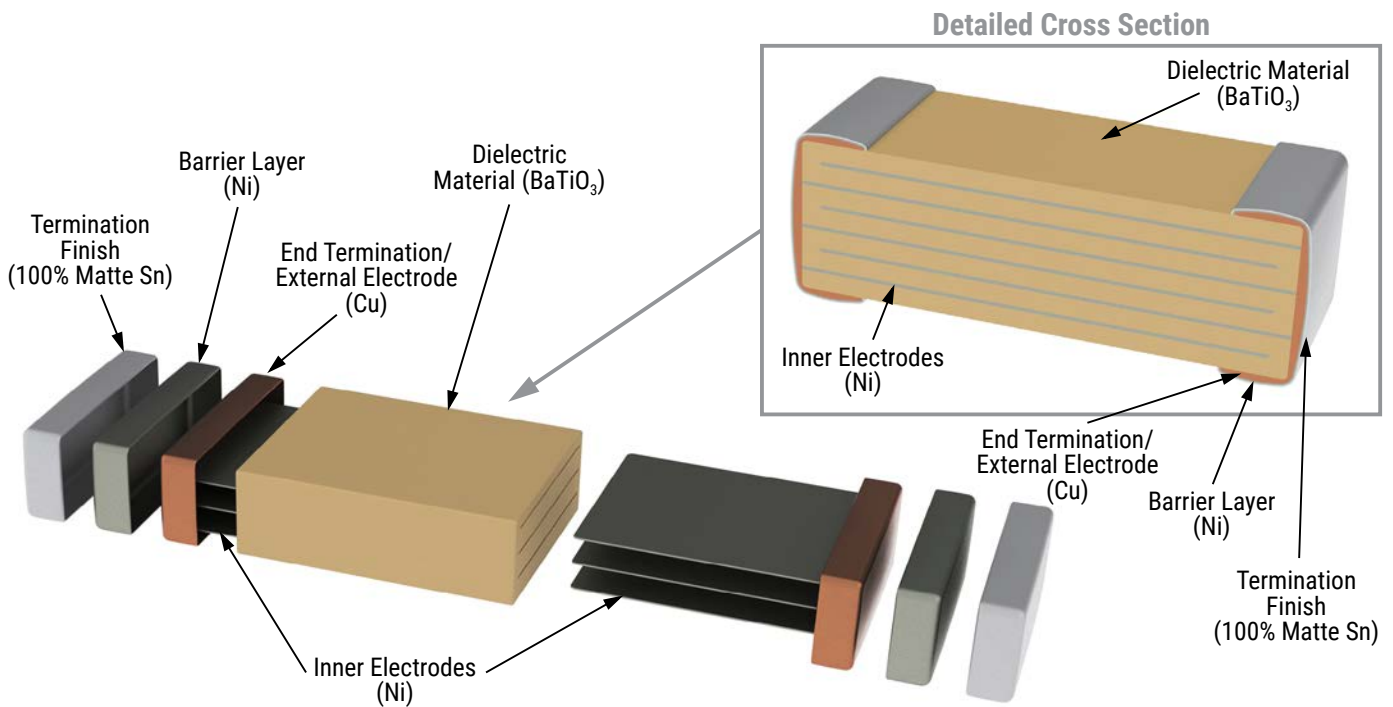 Detailed Cross Section
Dielectric Material
(BaTiO₃)
Inner Electrodes
(Ni)
End Termination/
External Electrode
(Cu)
Barrier Layer
(Ni)
Termination
Finish
(100% Matte Sn)
Termination
Finish
(100% Matte Sn)
Barrier Layer
(Ni)
End Termination/
External Electrode
(Cu)
Dielectric
Material (BaTiO₃)
Inner Electrodes
(Ni)